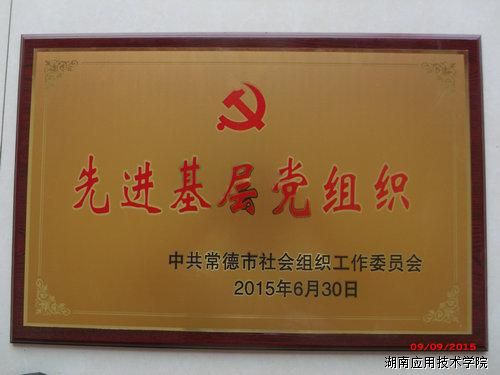 先进基层党组织
中共常德市社会组织工作委员会
2015年6月30日
09/09/2015
湖南应用技术学院